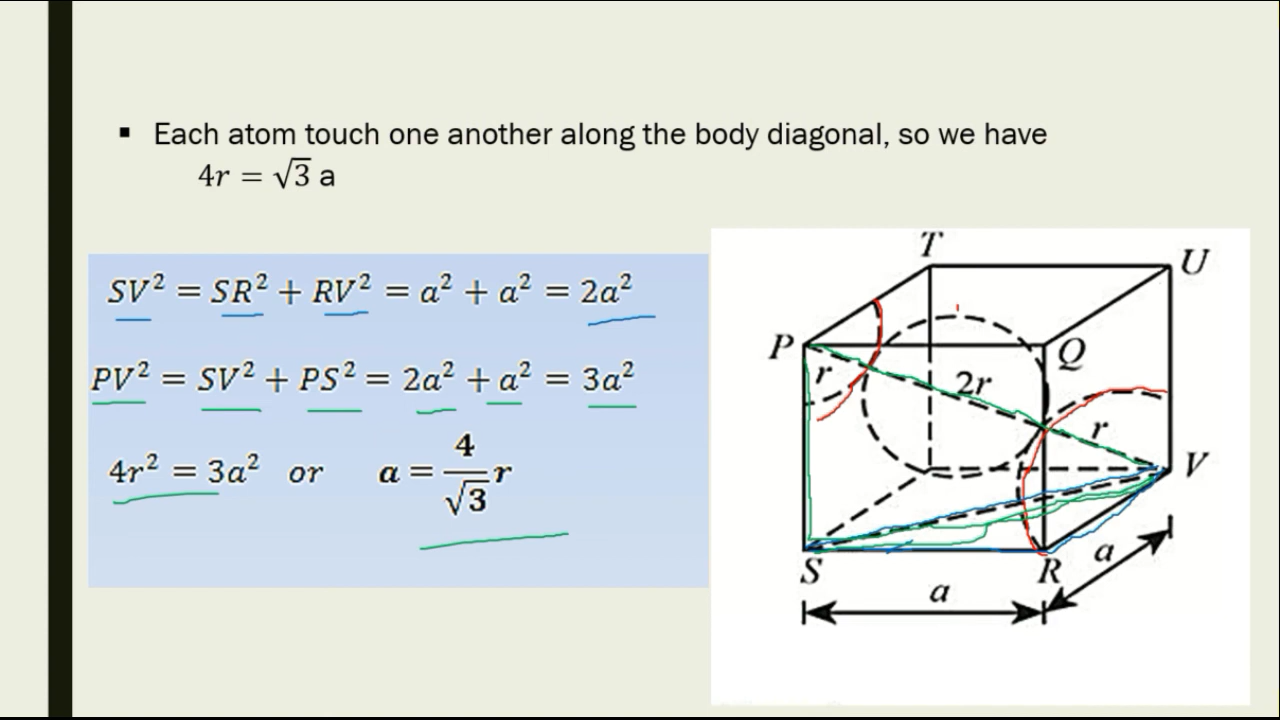 ▪ Each atom touch one another along the body diagonal, so we have
4r = √3 a
SV² = SR² + RV² = a² + a² = 2a²
PV² = SV² + PS² = 2a² + a² = 3a²
4r² = 3a² or a = 4/√3 r
T
U
P
Q
r
2r
r
V
S
R
a
a